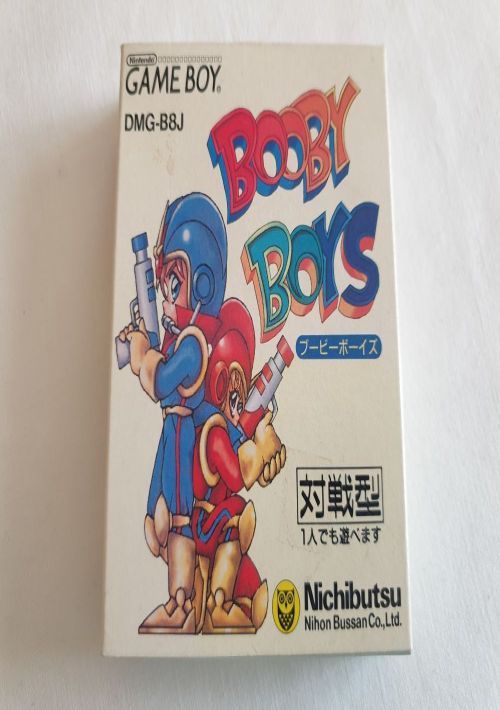 Nintendo
GAME BOY®
DMG-B8J
BOOBY
BOYS
ブービーボーイズ
対戦型
1人でも遊べます
Nichibutsu
Nihon Bussan Co., Ltd.